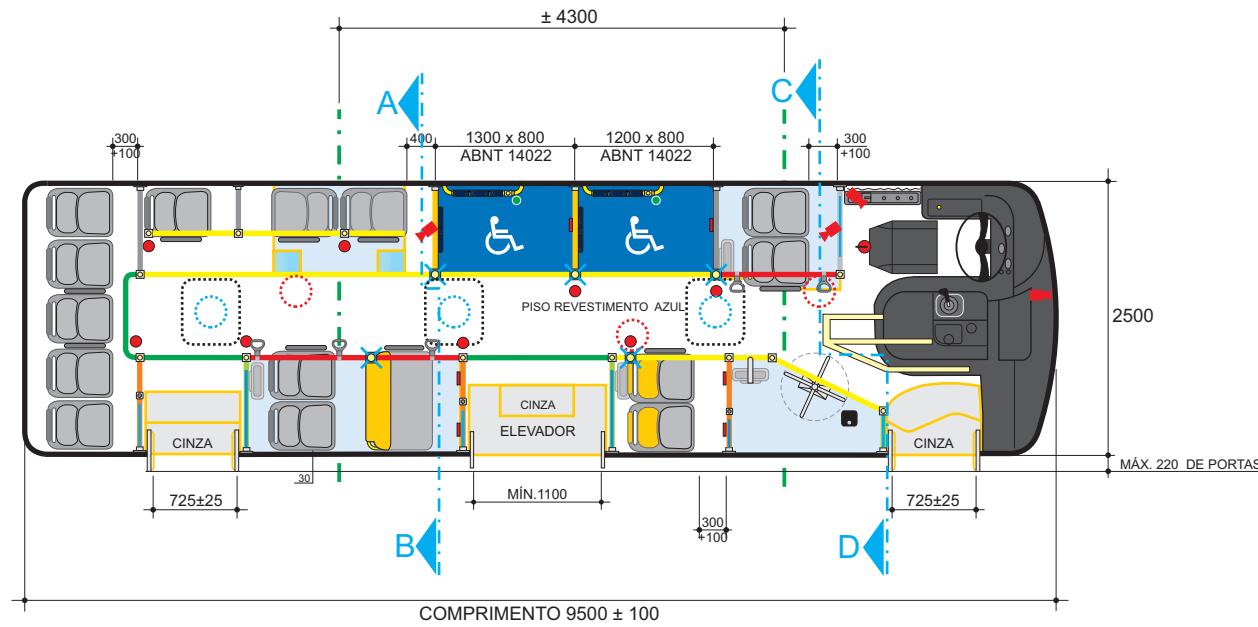 ± 4300
A
C
300
+100
400
1300 x 800
ABNT 14022
1200 x 800
ABNT 14022
300
+100
PISO REVESTIMENTO AZUL
2500
CINZA
CINZA
ELEVADOR
CINZA
MÁX. 220 DE PORTAS
30
725±25
MÍN.1100
300
+100
725±25
B
D
COMPRIMENTO 9500 ± 100